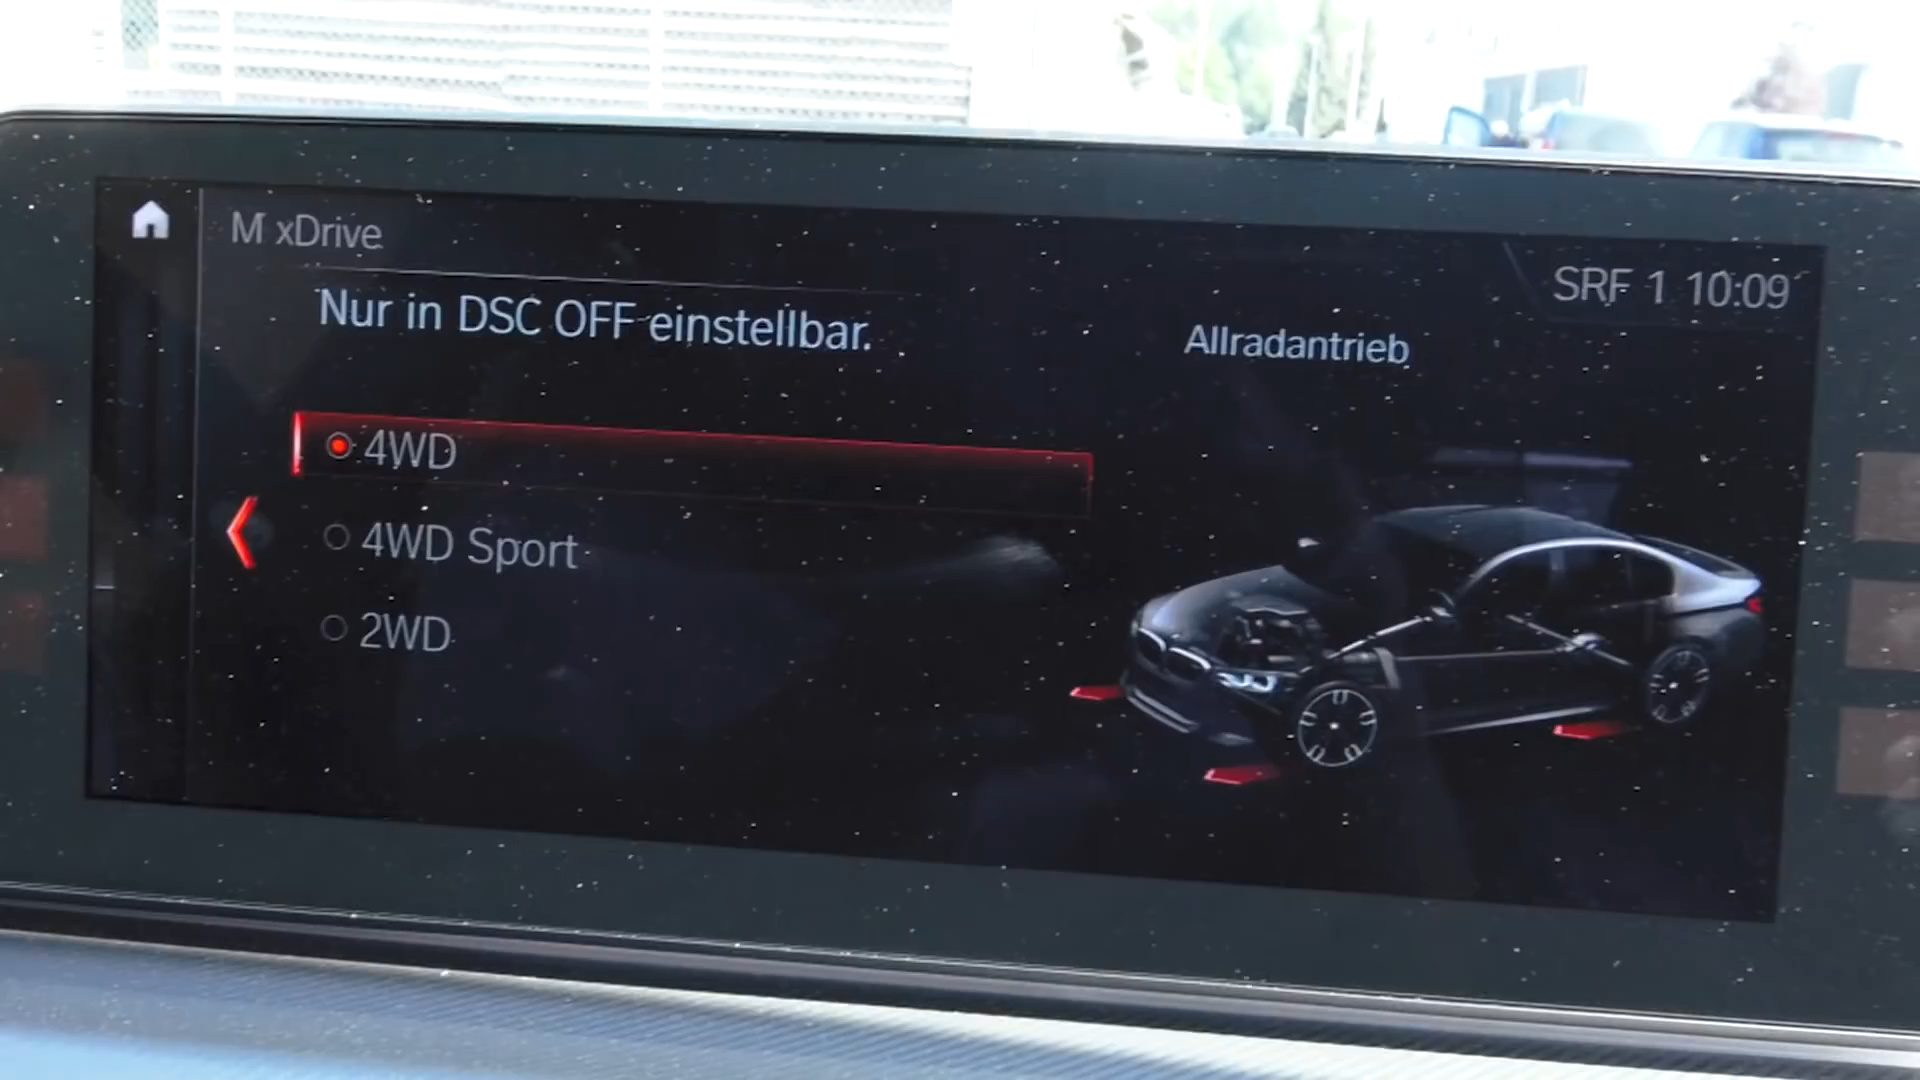 M xDrive
SRF 1 10:09
Nur in DSC OFF einstellbar.
Allradantrieb
4WD
4WD Sport
2WD